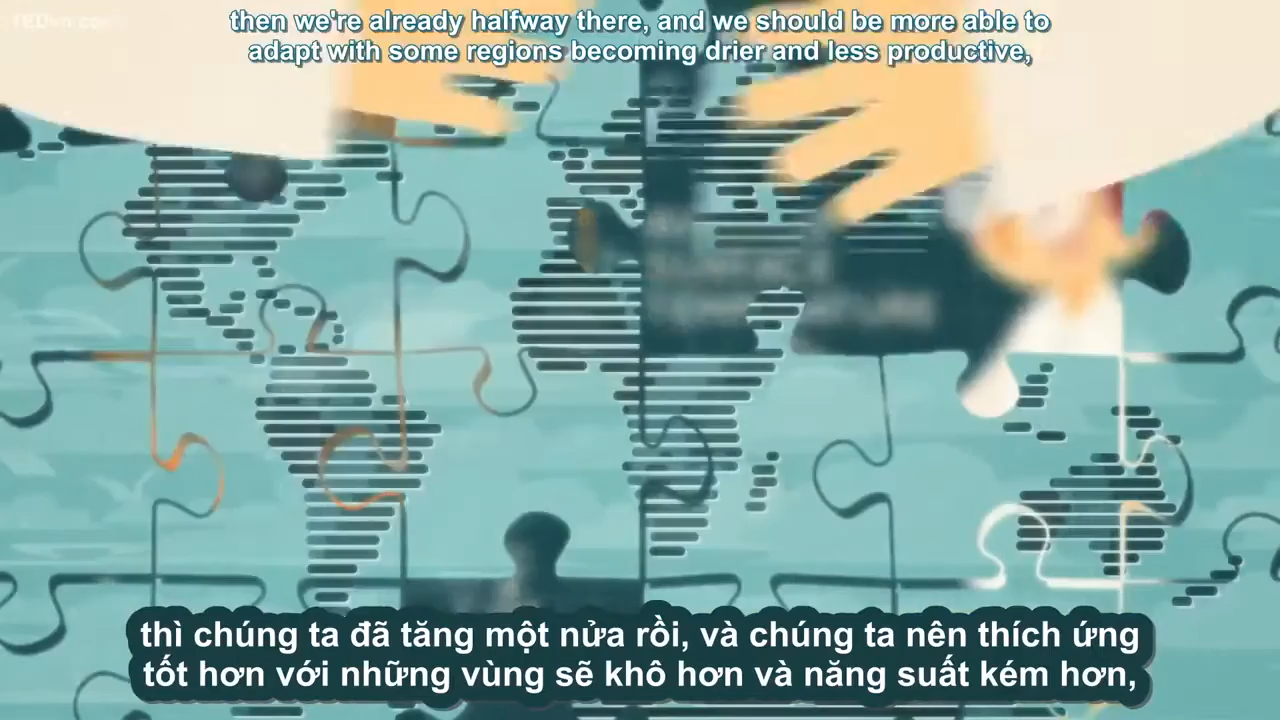 TEDvn.com
then we're already halfway there, and we should be more able to
adapt with some regions becoming drier and less productive,
thì chúng ta đã tăng một nửa rồi, và chúng ta nên thích ứng
tốt hơn với những vùng sẽ khô hơn và năng suất kém hơn,